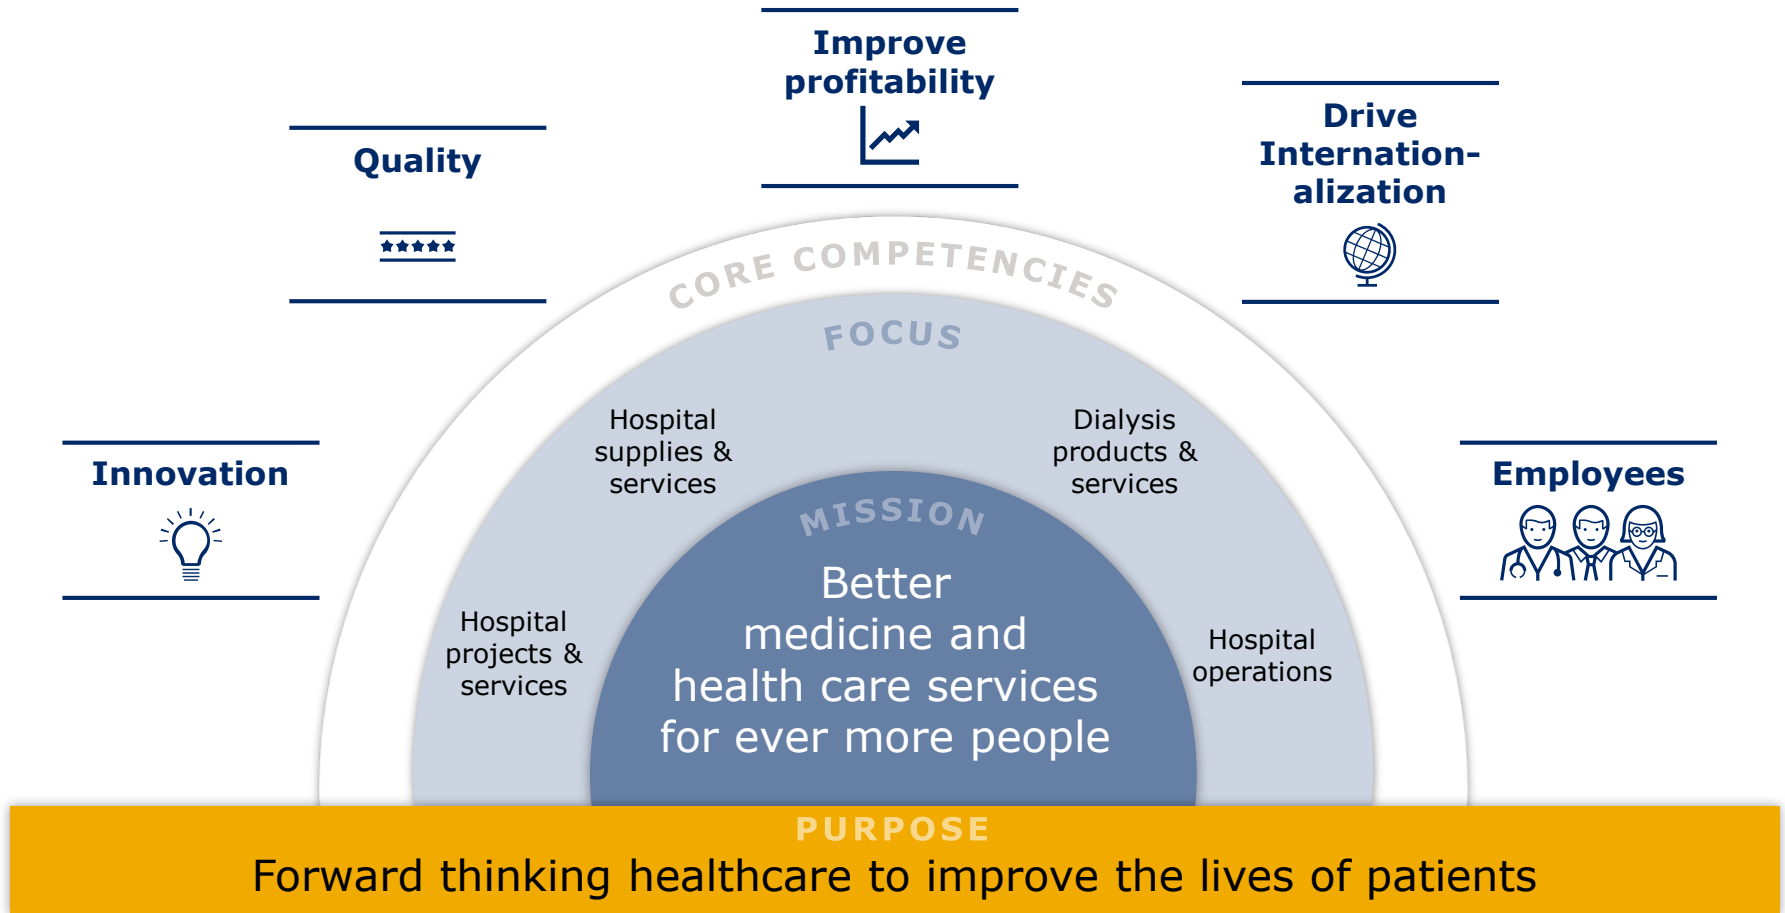 Improve
profitability
Drive
Internation-
alization
Quality
CORE COMPETENCIES
FOCUS
Hospital
supplies &
services
Dialysis
products &
services
Innovation
Employees
MISSION
Better
medicine and
health care services
for ever more people
Hospital
projects &
services
Hospital
operations
PURPOSE
Forward thinking healthcare to improve the lives of patients